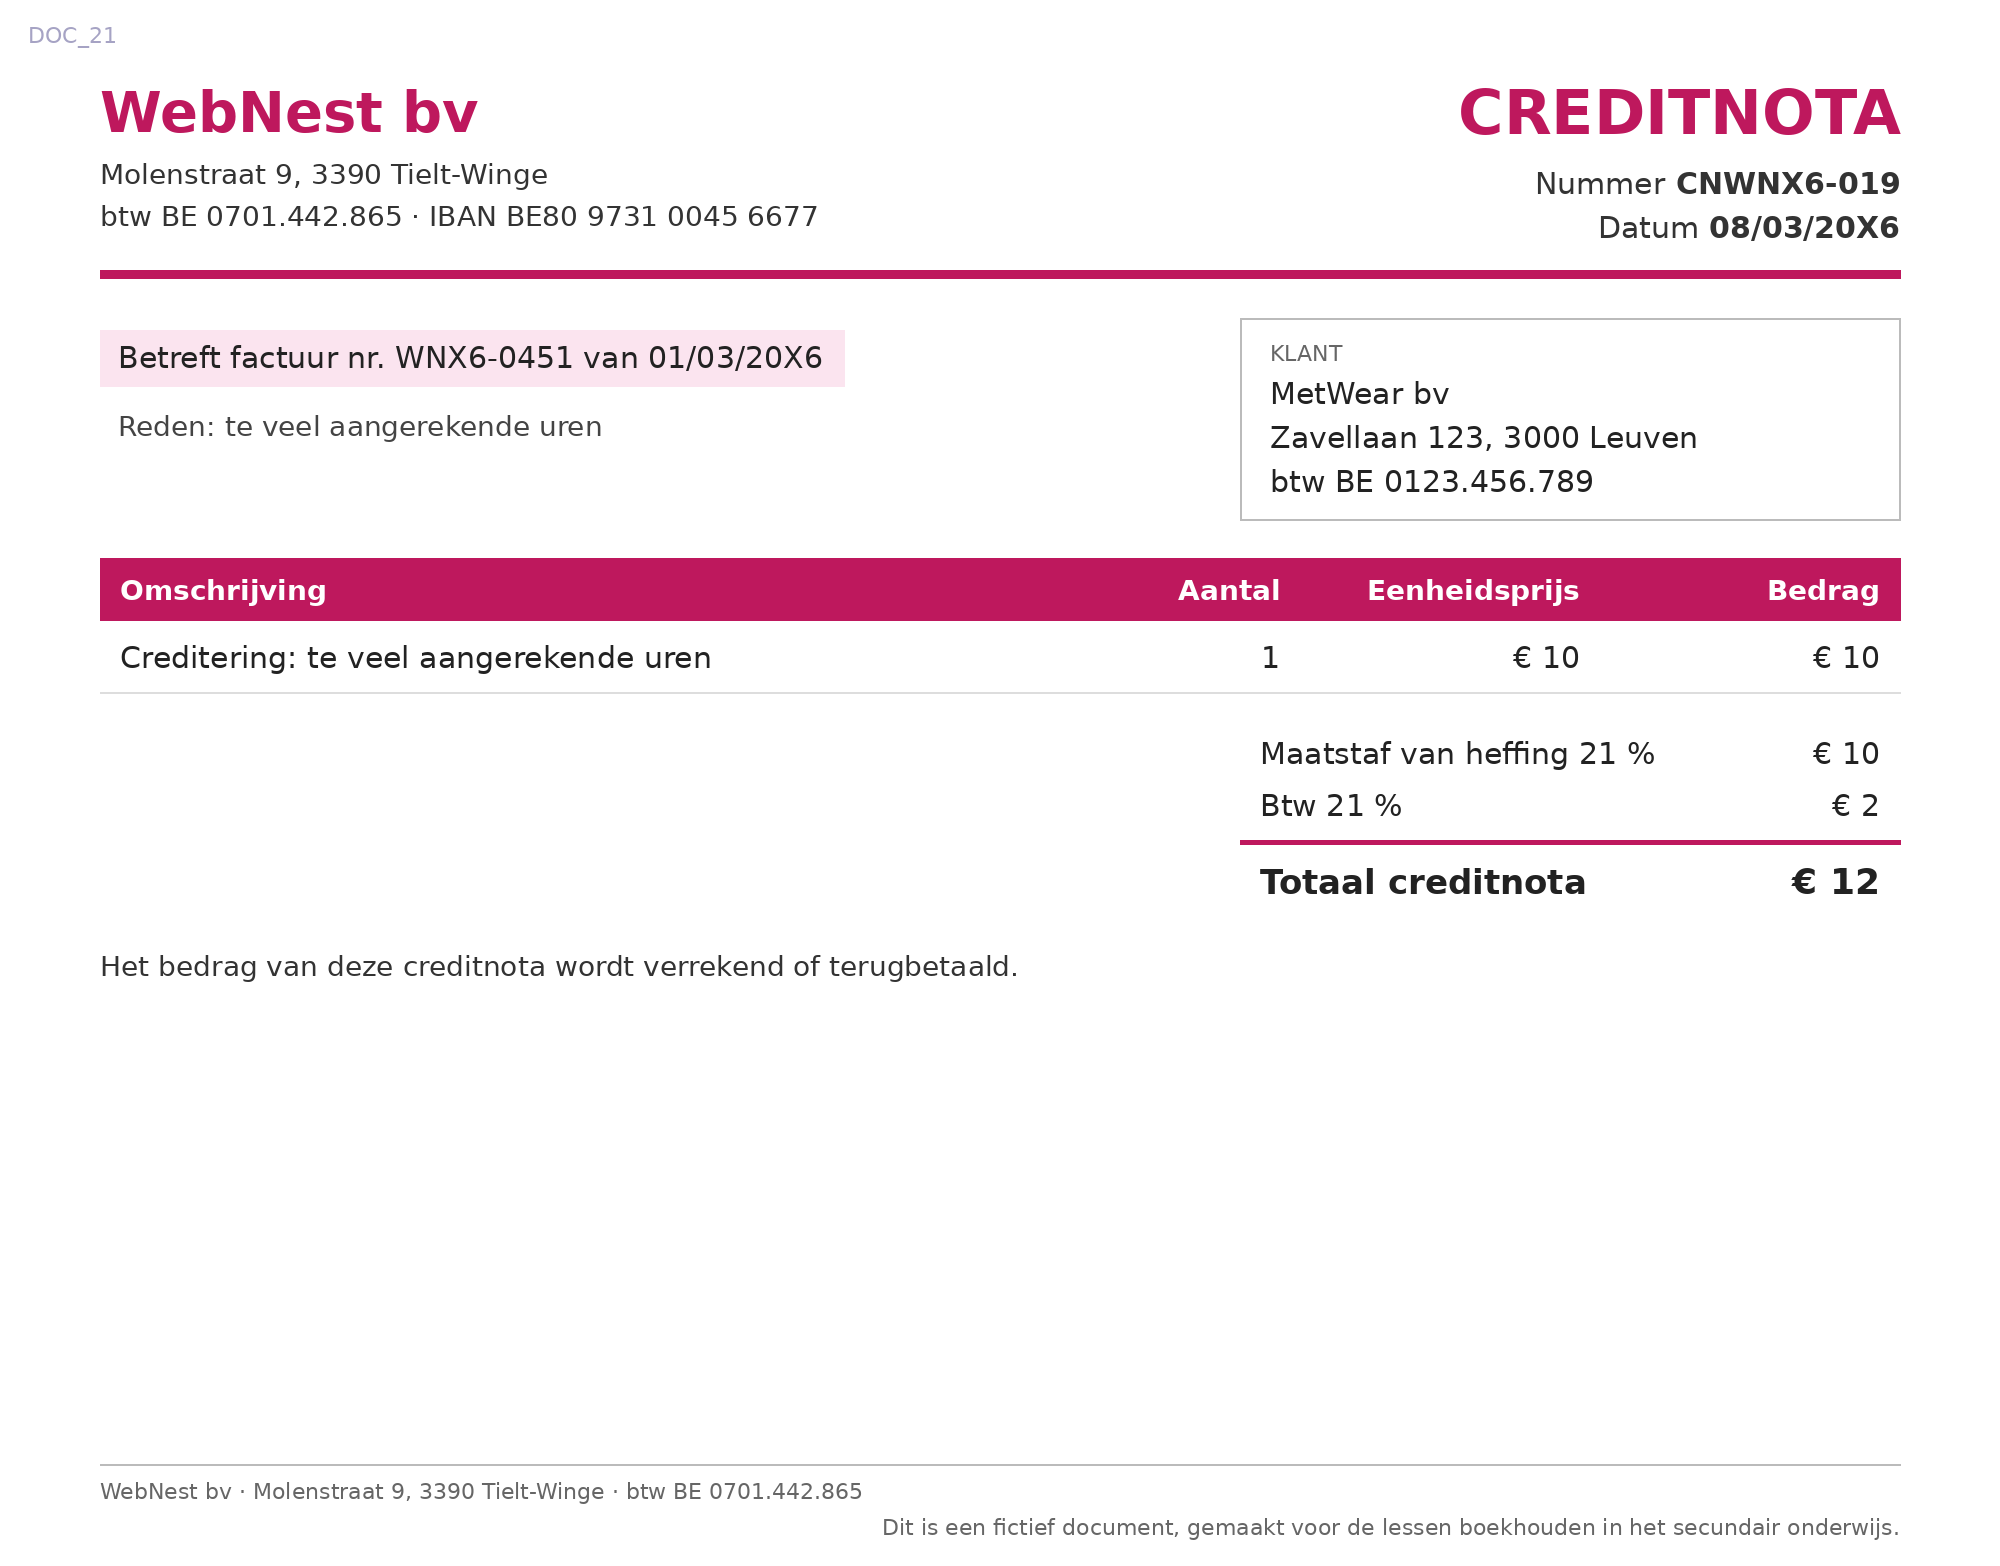 DOC_21
WebNest bv
Molenstraat 9, 3390 Tielt-Winge
btw BE 0701.442.865 · IBAN BE80 9731 0045 6677
CREDITNOTA
Nummer CNWNX6-019
Datum 08/03/20X6
Betreft factuur nr. WNX6-0451 van 01/03/20X6
Reden: te veel aangerekende uren
KLANT
MetWear bv
Zavellaan 123, 3000 Leuven
btw BE 0123.456.789
Omschrijving Aantal Eenheidsprijs Bedrag
Creditering: te veel aangerekende uren 1 € 10 € 10
Maatstaf van heffing 21 % € 10
Btw 21 % € 2
Totaal creditnota € 12
Het bedrag van deze creditnota wordt verrekend of terugbetaald.
WebNest bv · Molenstraat 9, 3390 Tielt-Winge · btw BE 0701.442.865
Dit is een fictief document, gemaakt voor de lessen boekhouden in het secundair onderwijs.